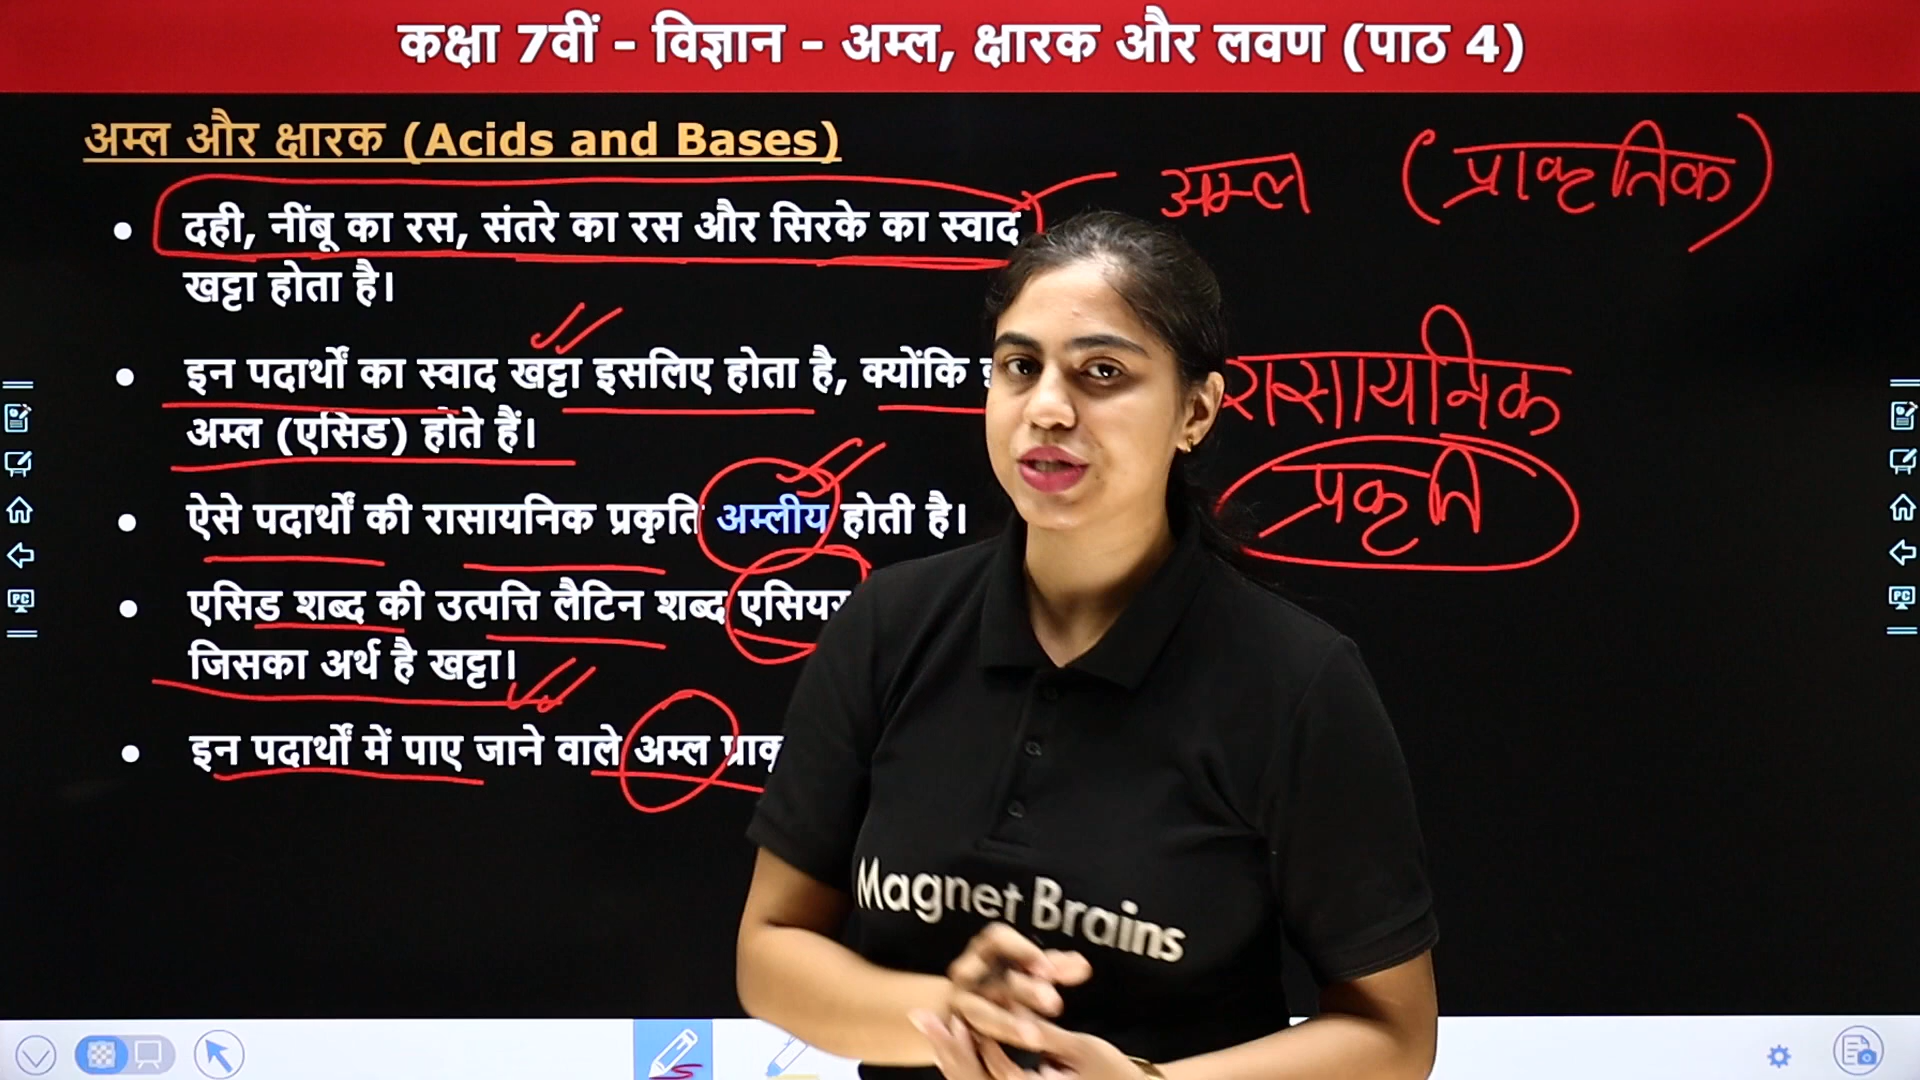 कक्षा 7वीं - विज्ञान - अम्ल, क्षारक और लवण (पाठ 4)
अम्ल और क्षारक (Acids and Bases)
• दही, नींबू का रस, संतरे का रस और सिरके का स्वाद
खट्टा होता है।
• इन पदार्थों का स्वाद खट्टा इसलिए होता है, क्योंकि
अम्ल (एसिड) होते हैं।
• ऐसे पदार्थों की रासायनिक प्रकृति अम्लीय होती है।
• एसिड शब्द की उत्पत्ति लैटिन शब्द
जिसका अर्थ है खट्टा।
• इन पदार्थों में पाए जाने वाले अम्ल
अम्ल (प्राकृतिक)
रासायनिक
प्रकृति
Magnet Brains
PC
PC